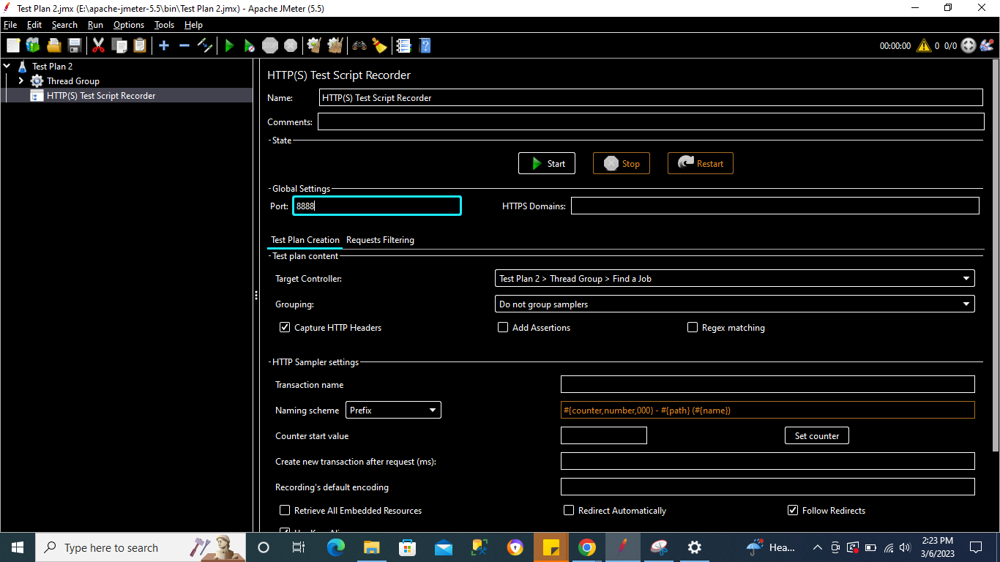 Test Plan 2.jmx (E:\apache-jmeter-5.5\bin\Test Plan 2.jmx) - Apache JMeter (5.5)
File Edit Search Run Options Tools Help
00:00:00 0 0/0
Test Plan 2
Thread Group
HTTP(S) Test Script Recorder
HTTP(S) Test Script Recorder
Name: HTTP(S) Test Script Recorder
Comments:
State
Start Stop Restart
Global Settings
Port: 8888 HTTPS Domains:
Test Plan Creation Requests Filtering
Test plan content
Target Controller: Test Plan 2 > Thread Group > Find a Job
Grouping: Do not group samplers
Capture HTTP Headers Add Assertions Regex matching
HTTP Sampler settings
Transaction name
Naming scheme Prefix #{counter,number,000} - #{path} (#{name})
Counter start value Set counter
Create new transaction after request (ms):
Recording's default encoding
Retrieve All Embedded Resources Redirect Automatically Follow Redirects
Type here to search Hea... 2:23 PM
3/6/2023